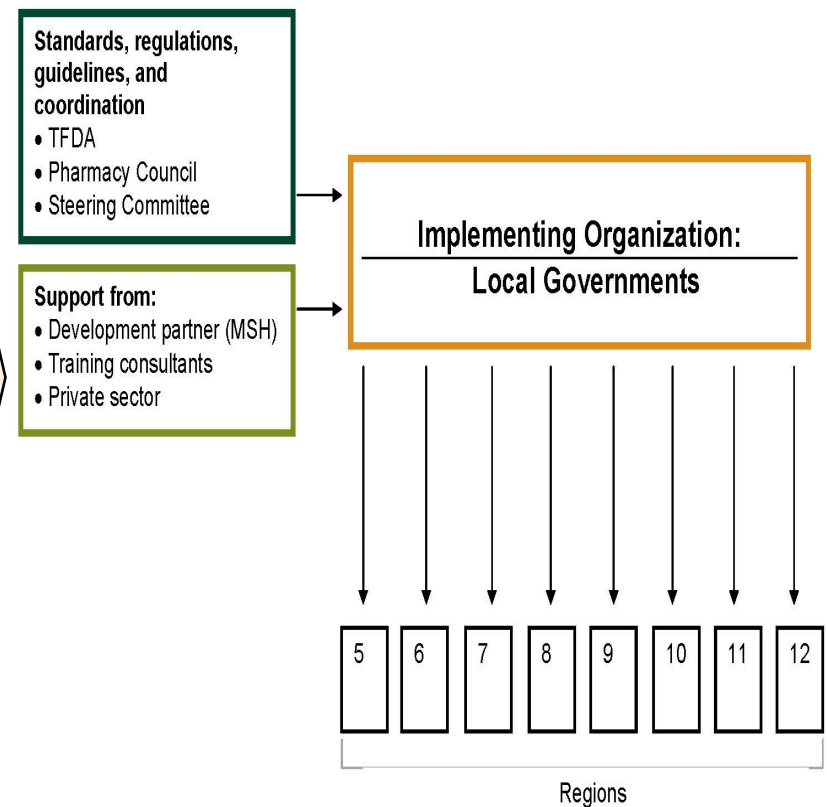 Standards, regulations,
guidelines, and
coordination
• TFDA
• Pharmacy Council
• Steering Committee
Support from:
• Development partner (MSH)
• Training consultants
• Private sector
Implementing Organization:
Local Governments
5 6 7 8 9 10 11 12
Regions